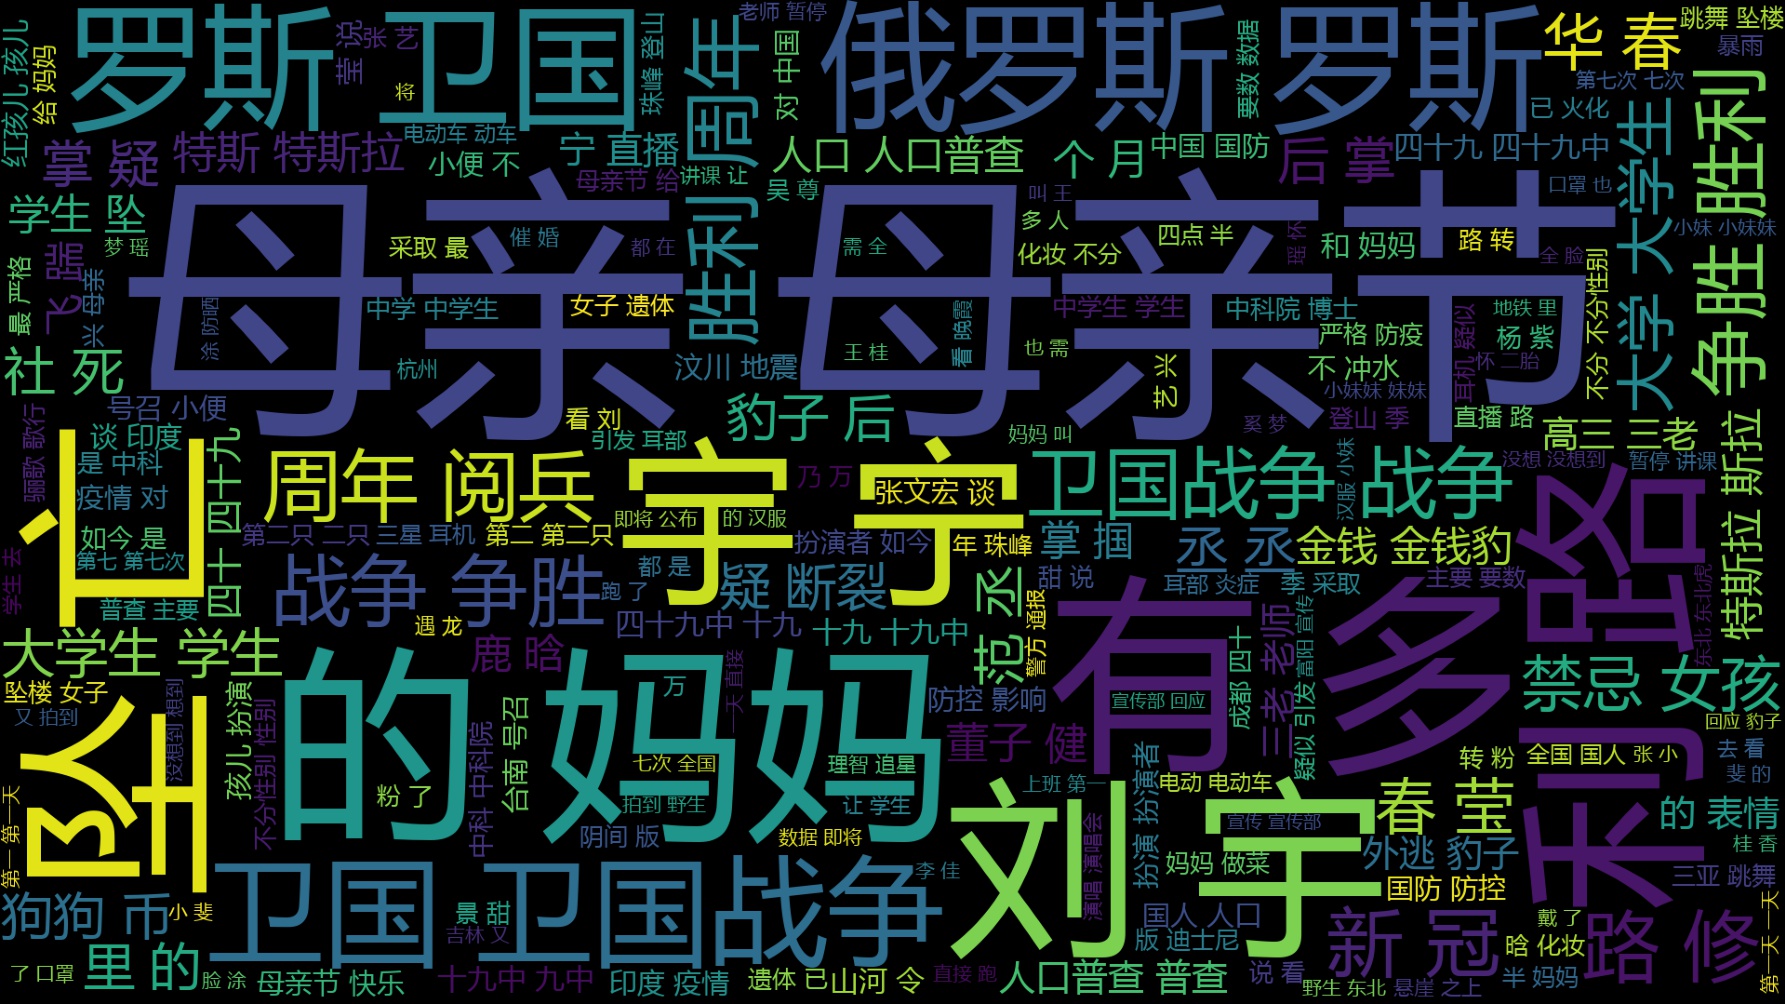 罗斯 卫国
俄罗斯 罗斯
华 春
跳舞 坠楼
暴雨
老师 暂停
张 艺
莹 说
红孩儿 孩儿
给 妈妈
将
珠峰 登山
周年
对 中国
要数 数据
第七次 七次
已 火化
争 胜利
胜利
大学生
大学
掌 疑
特斯 特斯拉
电动车 动车
小便 不
宁 直播
母亲节 给
讲课 让
吴 尊
人口 人口普查
个 月
中国 国防
后 掌
四十九 四十九中
口罩 也
小妹 小妹妹
学生 坠
梦 瑶
母亲 母亲节
采取 最
催 婚
都 在
叫 王
多 人
需 全
化妆 不分
四点 半
瑶 怀
和 妈妈
路 转
全 脸
不分 不分性别
最 严格
飞 踹
兴 母亲
涂 防晒
中学 中学生
女子 遗体
看 晚霞
中学生 学生
中科院 博士
严格 防疫
耳机 疑似
地铁 里
杨 紫
社 死
杭州
汶川 地震
王 桂
也 需
艺 兴
不 冲水
怀 二胎
小妹妹 妹妹
号召 小便
谈 印度
是 中科
疫情 对
如今 是
第七 第七次
普查 主要
骊歌 歌行
四十 四十九
亡
看 刘
引发 耳部
豹子 后
妈妈 叫
奚 梦
登山 季
直播 路
高三 三老
没想 没想到
暂停 讲课
特斯拉 斯拉
周年 阅兵
宇 宁
乃 万
张文宏 谈
卫国战争 战争
汉服 小妹
第二只 二只
三星 耳机
第二 第二只
即将 公布
的 汉服
扮演者 如今
年 珠峰
掌 掴
丞 丞
金钱 金钱豹
路
学生 去
战争 争胜
都 是
跑 了
疑 断裂
范 丞
甜 说
耳部 炎症
季 采取
主要 要数
东北 东北虎
遇 龙
四十九中 十九
十九 十九中
警方 通报
大学生 学生
鹿 晗
有 多
三老 老师
富阳 宣传
禁忌 女孩
坠楼 女子
又 拍到
没想到 想到
孩儿 扮演
不分性别 性别
坠
的 妈妈
万
一天 直接
防控 影响
宣传部 回应
成都 四十
疑似 引发
利
回应 豹子
台南 号召
中科 中科院
七次 全国
理智 追星
董子 健
转 粉
全国 国人
张 小
去 看
斐 的
粉 了
拍到 野生
让 学生
扮演 扮演者
上班 第一
电动 电动车
春 莹
的 表情
第一 第一天
阴间 版
数据 即将
刘 宇
演唱 演唱会
宣传 宣传部
外逃 豹子
桂 香
狗狗 币
小 斐
卫国 卫国战争
李 佳
妈妈 做菜
国防 防控
三亚 跳舞
景 甜
吉林 又
国人 人口
版 迪士尼
新 冠
戴 了
晗 化妆
路 修
第一天 一天
了 口罩
里 的
脸 涂
母亲节 快乐
十九中 九中
印度 疫情
遗体 已
山河 令
直接 跑
人口普查 普查
说 看
野生 东北
悬崖 之上
半 妈妈